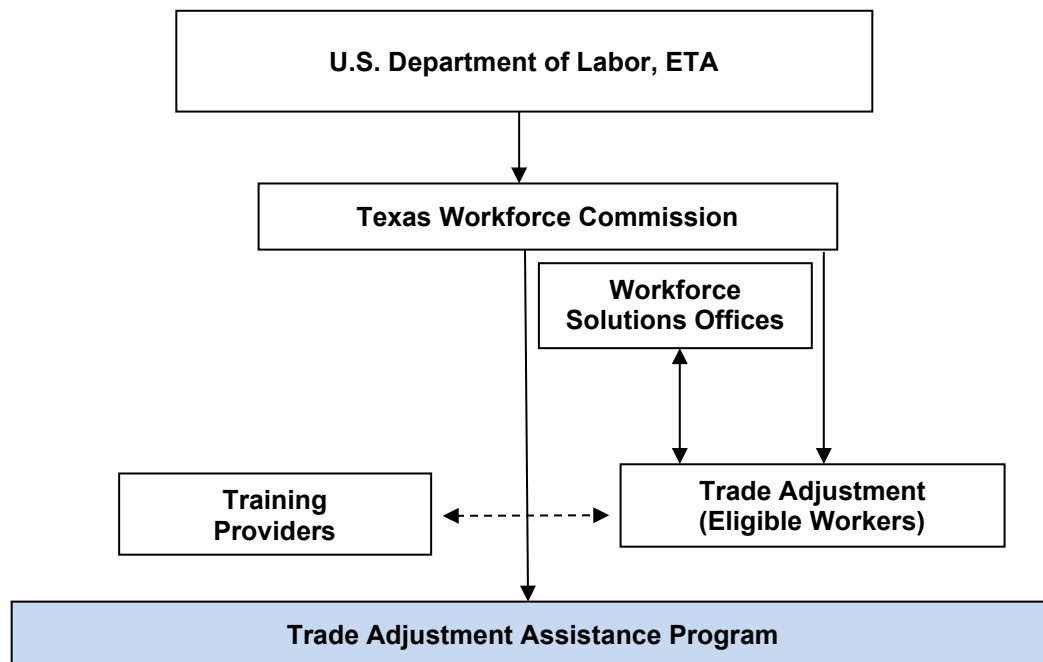 U.S. Department of Labor, ETA
Texas Workforce Commission
Workforce
Solutions Offices
Training
Providers
Trade Adjustment
(Eligible Workers)
Trade Adjustment Assistance Program